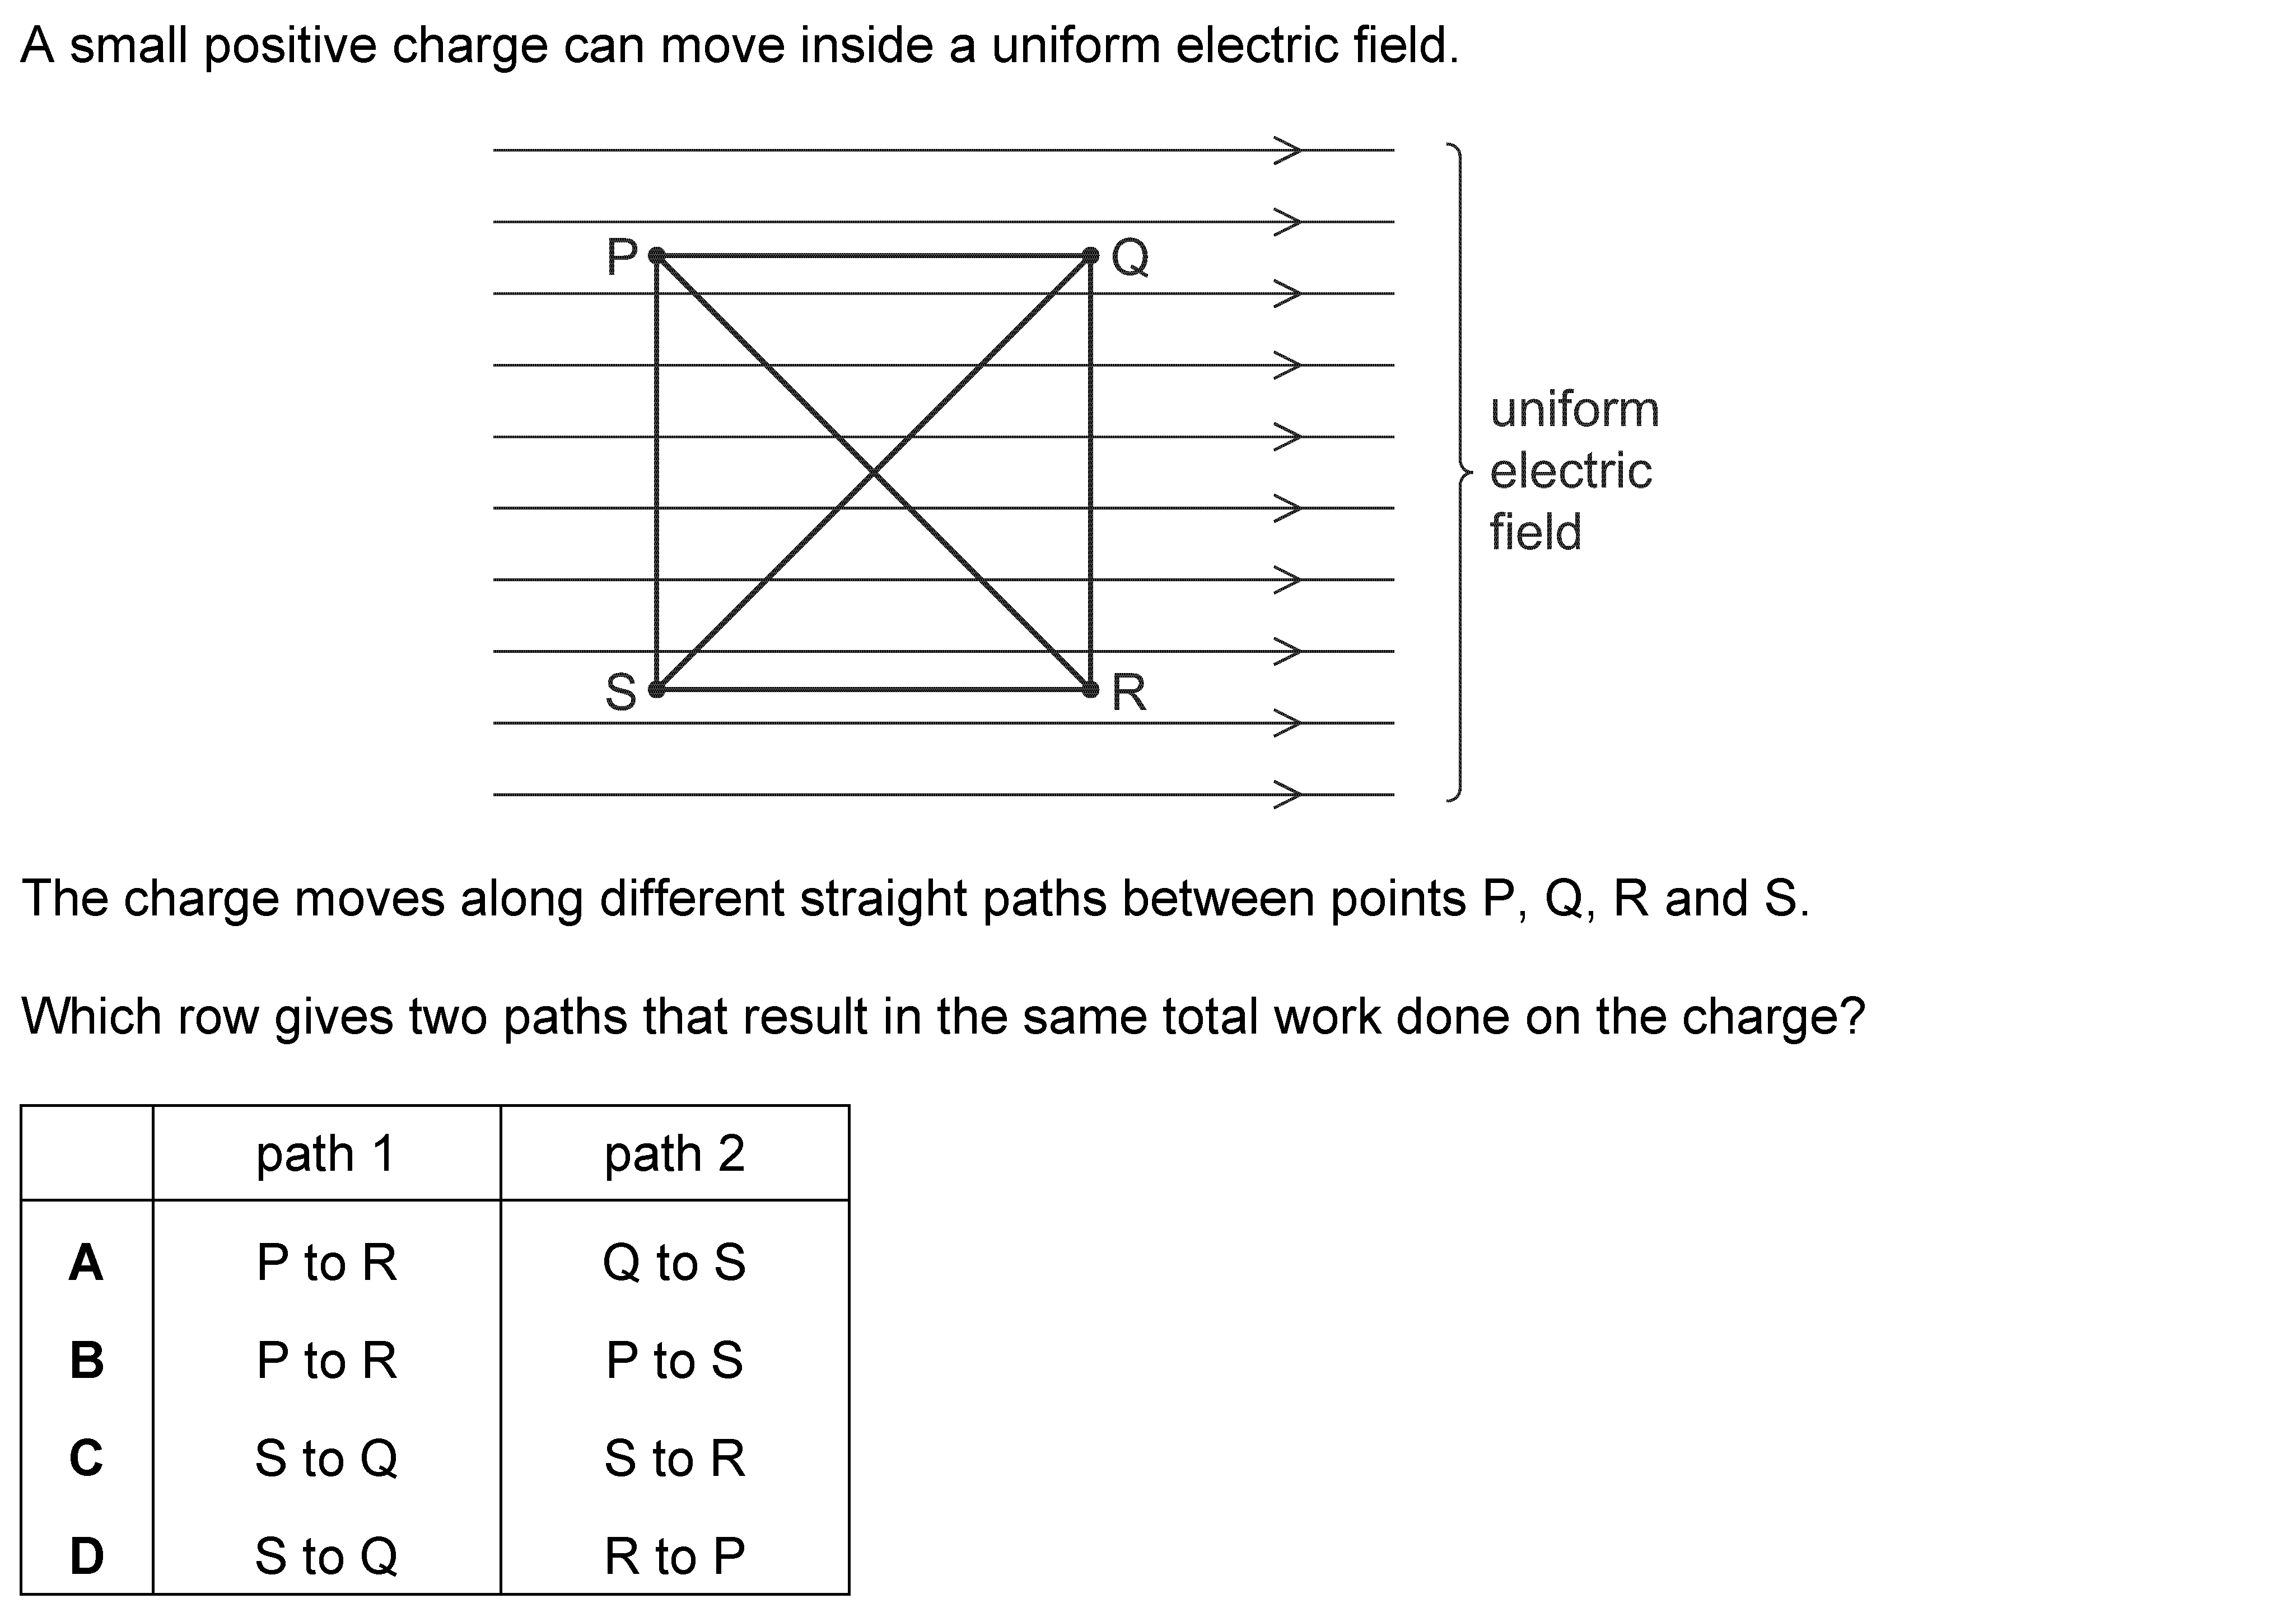 A small positive charge can move inside a uniform electric field.
P
Q
uniform
electric
field
S
R
The charge moves along different straight paths between points P, Q, R and S.
Which row gives two paths that result in the same total work done on the charge?
path 1 path 2
A P to R Q to S
B P to R P to S
C S to Q S to R
D S to Q R to P